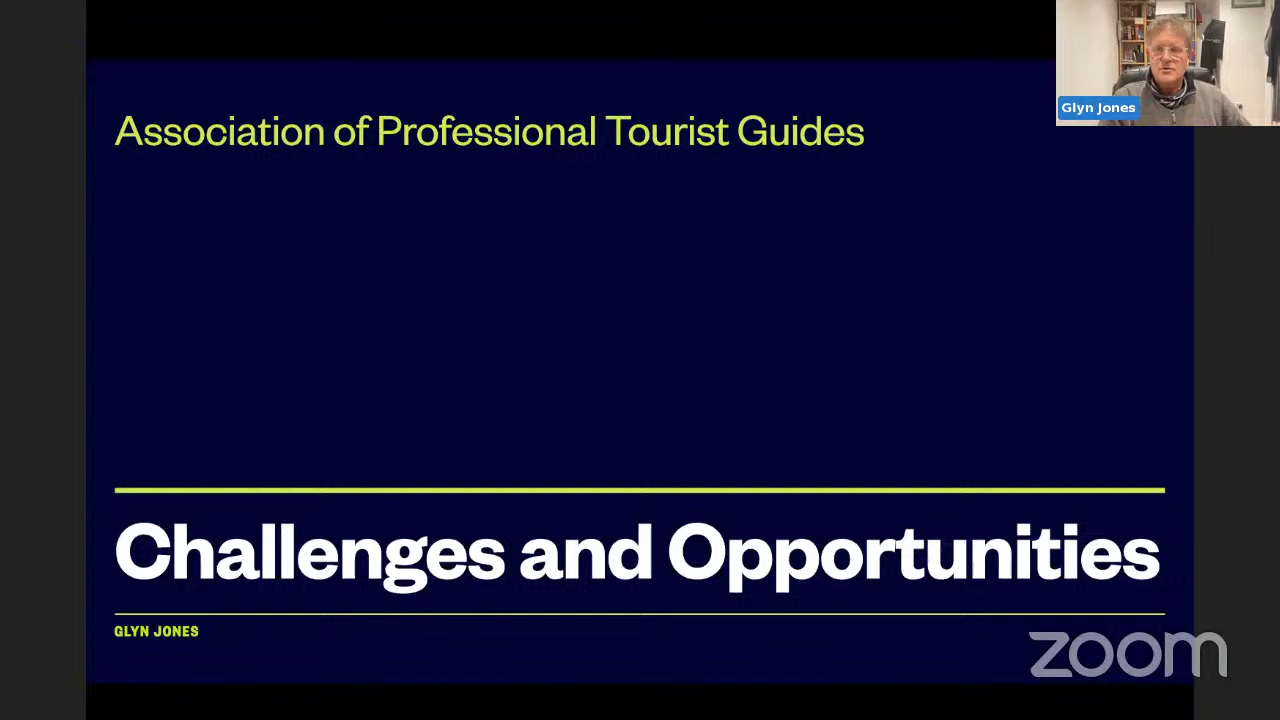 Glyn Jones
Association of Professional Tourist Guides
Challenges and Opportunities
GLYN JONES
zoom